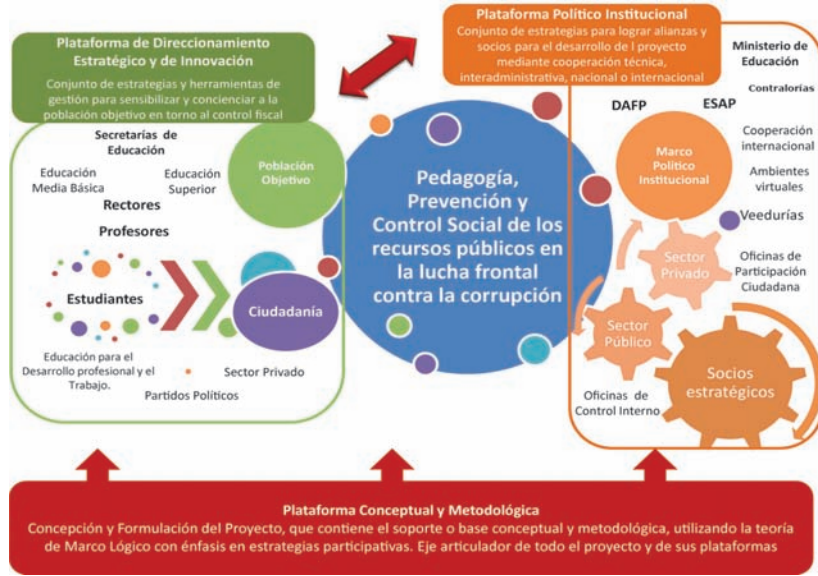 Plataforma de Direccionamiento
Estratégico y de Innovación
Conjunto de estrategias y herramientas de
gestión para sensibilizar y concienciar a la
población objetivo en torno al control fiscal
Secretarías de
Educación
Educación
Media Básica
Educación
Superior
Rectores
Profesores
Población
Objetivo
Estudiantes
Ciudadanía
Educación para el
Desarrollo profesional y el
Trabajo.
Sector Privado
Partidos Políticos
Pedagogía,
Prevención y
Control Social de los
recursos públicos en
la lucha frontal
contra la corrupción
Plataforma Político Institucional
Conjunto de estrategias para lograr alianzas y
socios para el desarrollo de l proyecto
mediante cooperación técnica,
interadministrativa, nacional o internacional
Ministerio de
Educación
Contralorías
DAFP
ESAP
Cooperación
internacional
Marco
Político
Institucional
Ambientes
virtuales
Veedurías
Sector
Privado
Oficinas de
Participación
Ciudadana
Sector
Público
Socios
estratégicos
Oficinas de
Control Interno
Plataforma Conceptual y Metodológica
Concepción y Formulación del Proyecto, que contiene el soporte o base conceptual y metodológica, utilizando la teoría
de Marco Lógico con énfasis en estrategias participativas. Eje articulador de todo el proyecto y de sus plataformas